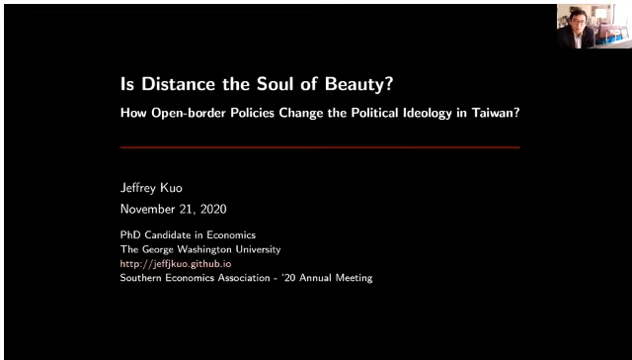 Is Distance the Soul of Beauty?
How Open-border Policies Change the Political Ideology in Taiwan?
Jeffrey Kuo
November 21, 2020
PhD Candidate in Economics
The George Washington University
http://jeffjkuo.github.io
Southern Economics Association - '20 Annual Meeting